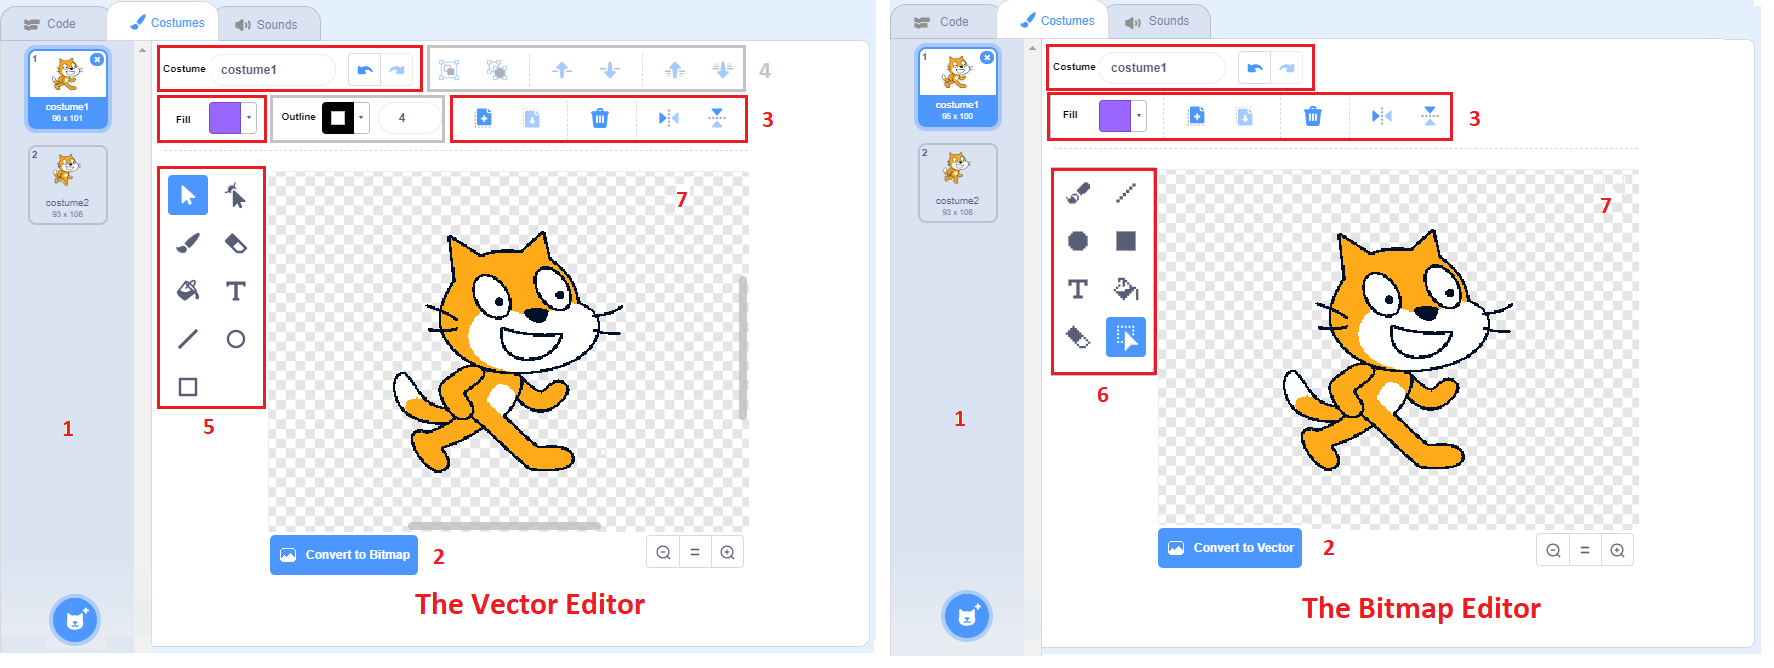 Code Costumes Sounds
1
costume1
96 x 101
2
costume2
93 x 106
1
Costume costume1
4
Fill
Outline 4
3
7
5
Convert to Bitmap 2
The Vector Editor
Code Costumes Sounds
1
costume1
95 x 100
2
costume2
93 x 106
1
Costume costume1
Fill
3
7
6
Convert to Vector 2
The Bitmap Editor